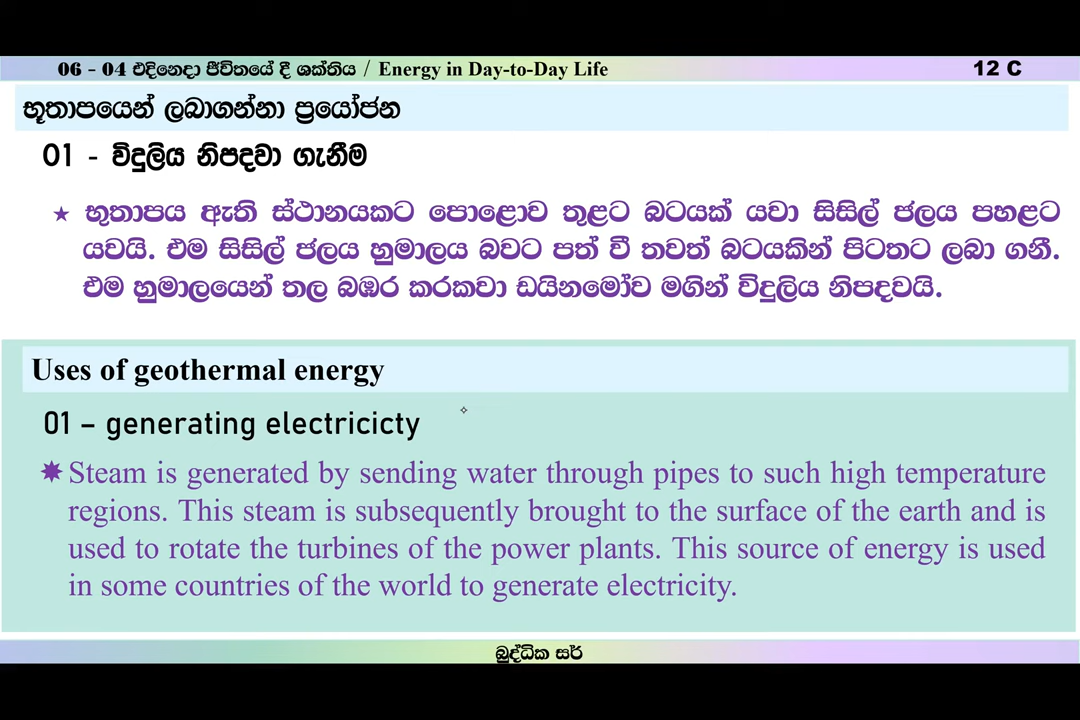 06 - 04 එදිනෙදා ජීවිතයේ දී ශක්තිය / Energy in Day-to-Day Life 12 C
භූතාපයෙන් ලබාගන්නා ප්‍රයෝජන
01 - විදුලිය නිපදවා ගැනීම
★ භූතාපය ඇති ස්ථානයකට පොළොව තුළට බටයක් යවා සිසිල් ජලය පහළට
යවයි. එම සිසිල් ජලය හුමාලය බවට පත් වී තවත් බටයකින් පිටතට ලබා ගනී.
එම හුමාලයෙන් තල බඹර කරකවා ඩයිනමෝව මගින් විදුලිය නිපදවයි.
Uses of geothermal energy
01 – generating electricicty
✸ Steam is generated by sending water through pipes to such high temperature
regions. This steam is subsequently brought to the surface of the earth and is
used to rotate the turbines of the power plants. This source of energy is used
in some countries of the world to generate electricity.
බුද්ධික සර්